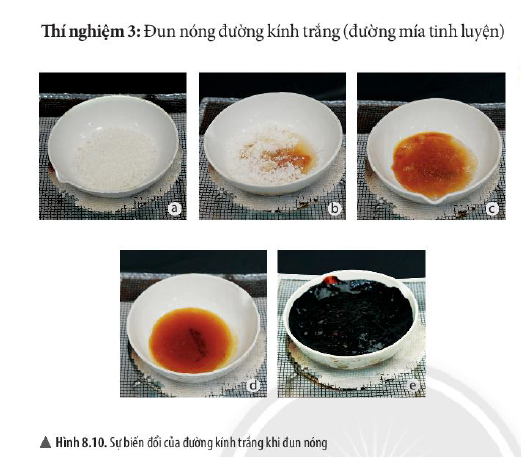 Thí nghiệm 3: Đun nóng đường kính trắng (đường mía tinh luyện)
a
b
c
d
e
▲ Hình 8.10. Sự biến đổi của đường kính trắng khi đun nóng